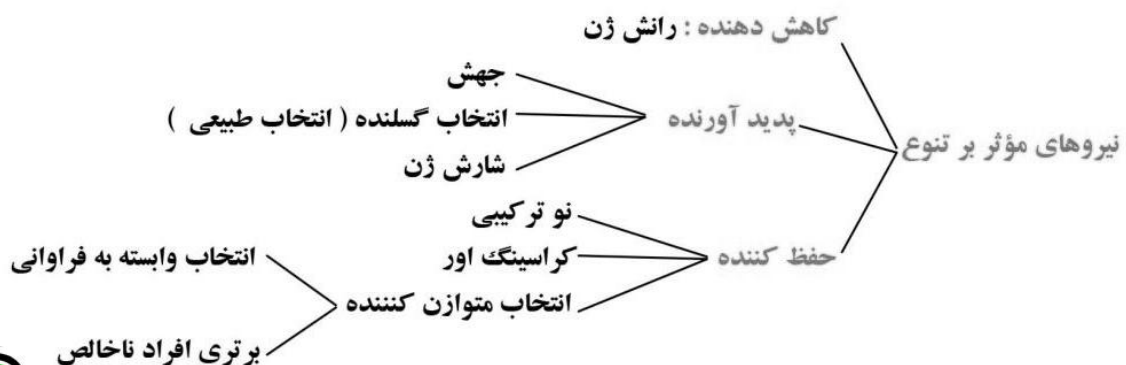 کاهش دهنده : رانش ژن
جهش
انتخاب گسلنده ( انتخاب طبیعی )
پدید آورنده
نیروهای مؤثر بر تنوع
شارش ژن
نو ترکیبی
کراسینگ اور
حفظ کننده
انتخاب وابسته به فراوانی
انتخاب متوازن کنننده
برتری افراد ناخالص